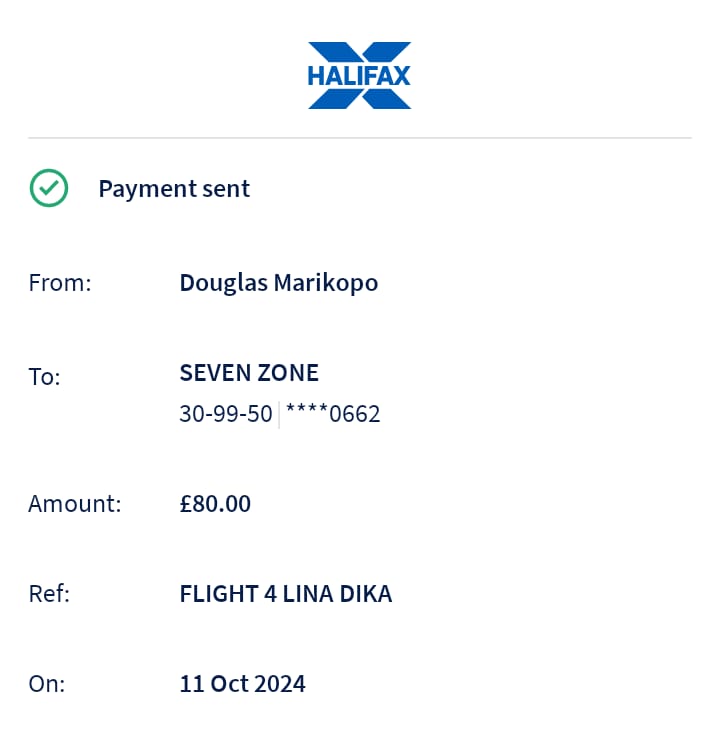 HALIFAX
Payment sent
From: Douglas Marikopo
To: SEVEN ZONE
30-99-50 | ****0662
Amount: £80.00
Ref: FLIGHT 4 LINA DIKA
On: 11 Oct 2024